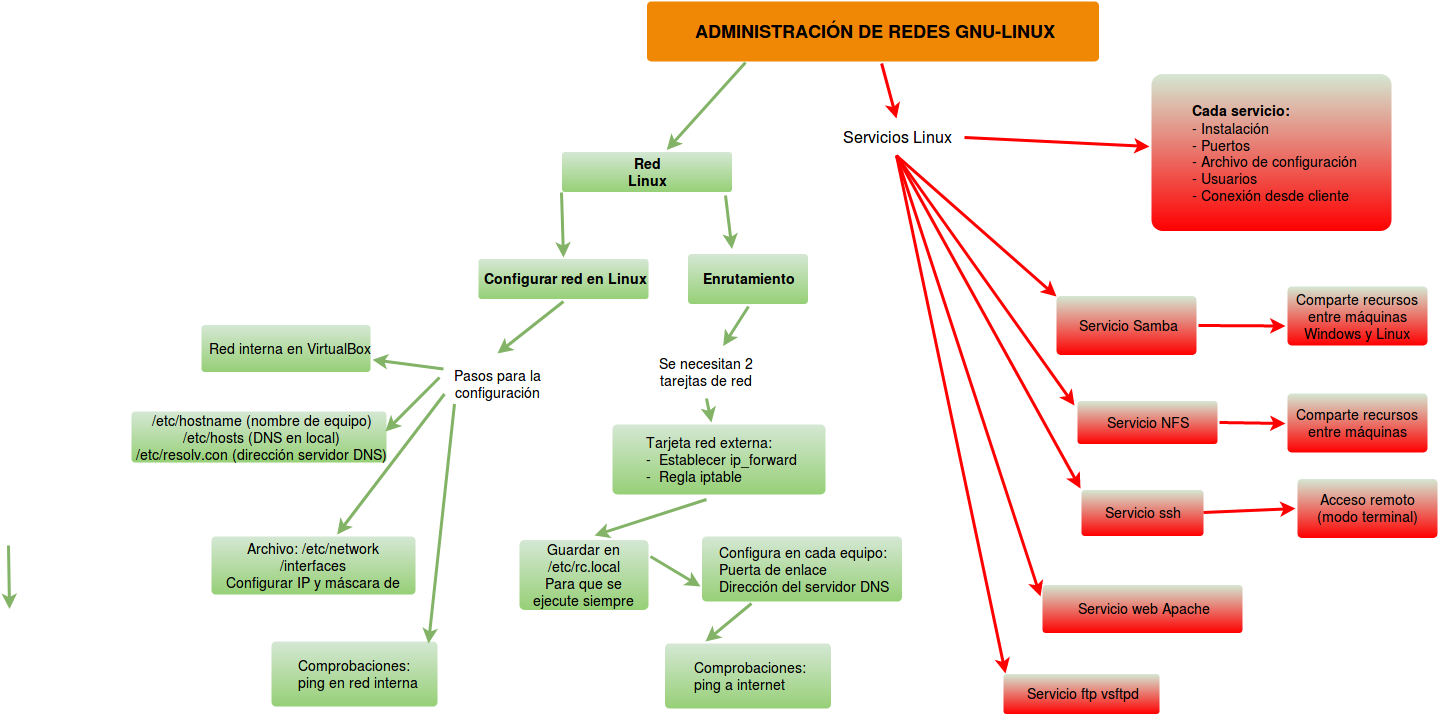 ADMINISTRACIÓN DE REDES GNU-LINUX
Red
Linux
Configurar red en Linux
Pasos para la
configuración
Red interna en VirtualBox
/etc/hostname (nombre de equipo)
/etc/hosts (DNS en local)
/etc/resolv.con (dirección servidor DNS)
Archivo: /etc/network
/interfaces
Configurar IP y máscara de
Comprobaciones:
ping en red interna
Enrutamiento
Se necesitan 2
tarejtas de red
Tarjeta red externa:
- Establecer ip_forward
- Regla iptable
Guardar en
/etc/rc.local
Para que se
ejecute siempre
Configura en cada equipo:
Puerta de enlace
Dirección del servidor DNS
Comprobaciones:
ping a internet
Servicios Linux
Cada servicio:
- Instalación
- Puertos
- Archivo de configuración
- Usuarios
- Conexión desde cliente
Servicio Samba
Comparte recursos
entre máquinas
Windows y Linux
Servicio NFS
Comparte recursos
entre máquinas
Servicio ssh
Acceso remoto
(modo terminal)
Servicio web Apache
Servicio ftp vsftpd